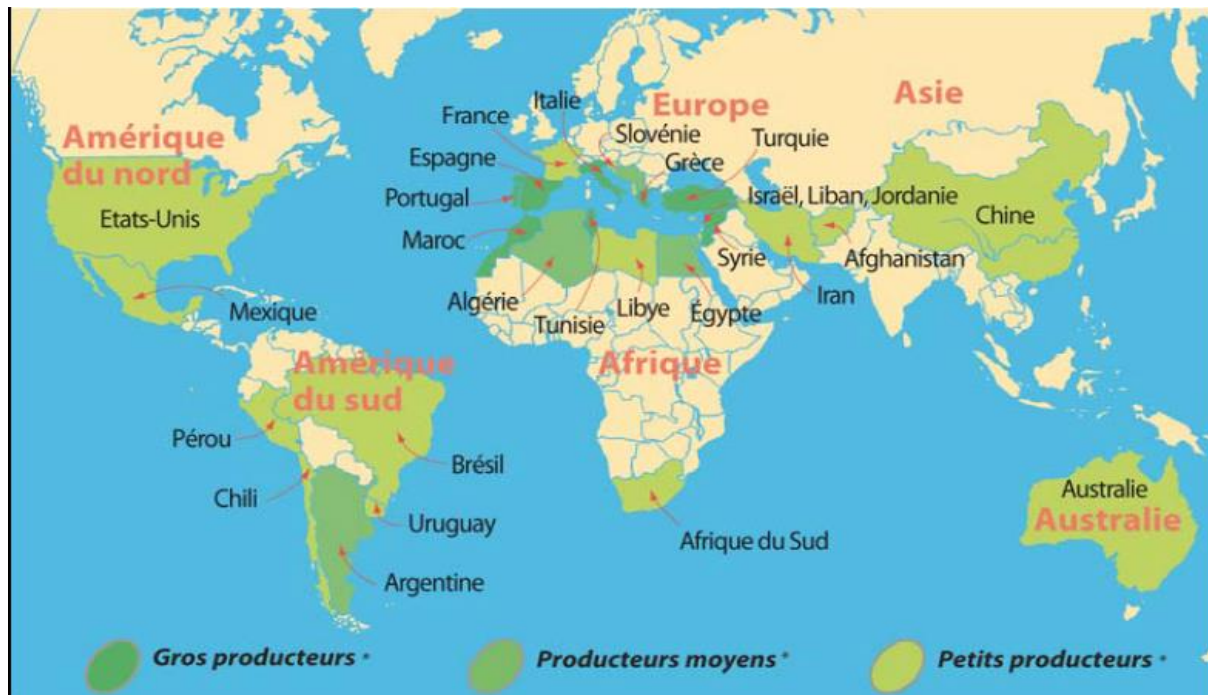 Amérique
du nord
Etats-Unis
Mexique
Amérique
du sud
Pérou
Brésil
Chili
Uruguay
Argentine
Europe
Italie
France
Slovénie
Espagne
Grèce
Turquie
Portugal
Israël, Liban, Jordanie
Maroc
Syrie
Afghanistan
Algérie
Tunisie
Libye
Égypte
Iran
Afrique
Afrique du Sud
Asie
Chine
Australie
Australie
Gros producteurs *
Producteurs moyens *
Petits producteurs *